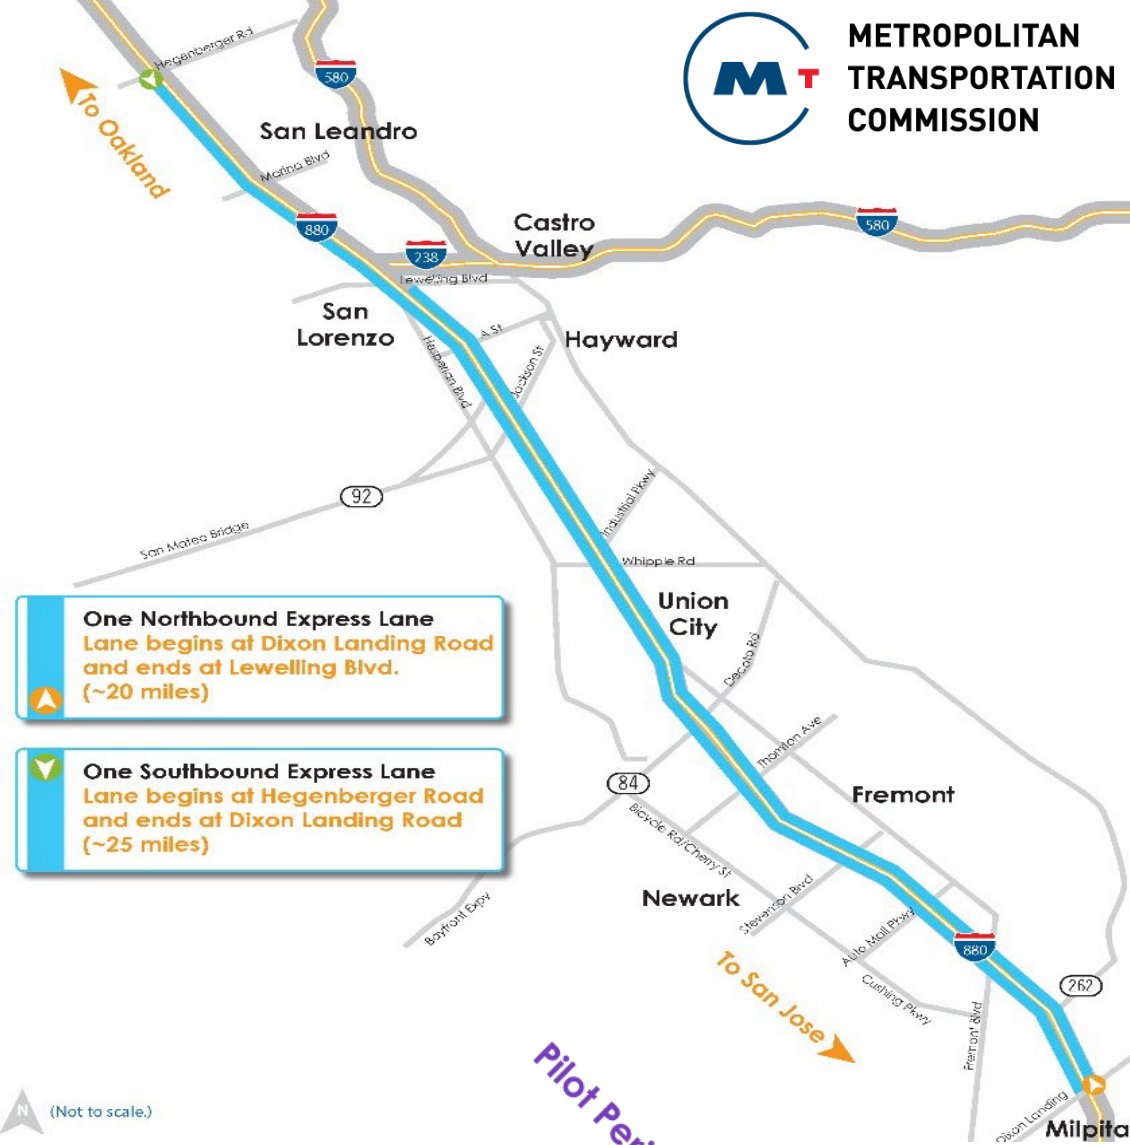 METROPOLITAN
TRANSPORTATION
COMMISSION
M T
Hegenberger Rd
580
To Oakland
San Leandro
Marina Blvd
880
Castro
Valley
580
238
Lewelling Blvd
San
Lorenzo
A St
Hayward
Hesperian Blvd
Jackson St
92
San Mateo Bridge
Industrial Pkwy
Whipple Rd
Union
City
Decoto Rd
One Northbound Express Lane
Lane begins at Dixon Landing Road
and ends at Lewelling Blvd.
(~20 miles)
One Southbound Express Lane
Lane begins at Hegenberger Road
and ends at Dixon Landing Road
(~25 miles)
Thornton Ave
84
Fremont
Bicycle Rd/Cherry St
Newark
Stevenson Blvd
Bayfront Expy
Auto Mall Pkwy
880
To San Jose
Cushing Pkwy
262
Fremont Blvd
Dixon Landing
Milpita
Pilot Peri
N
(Not to scale.)